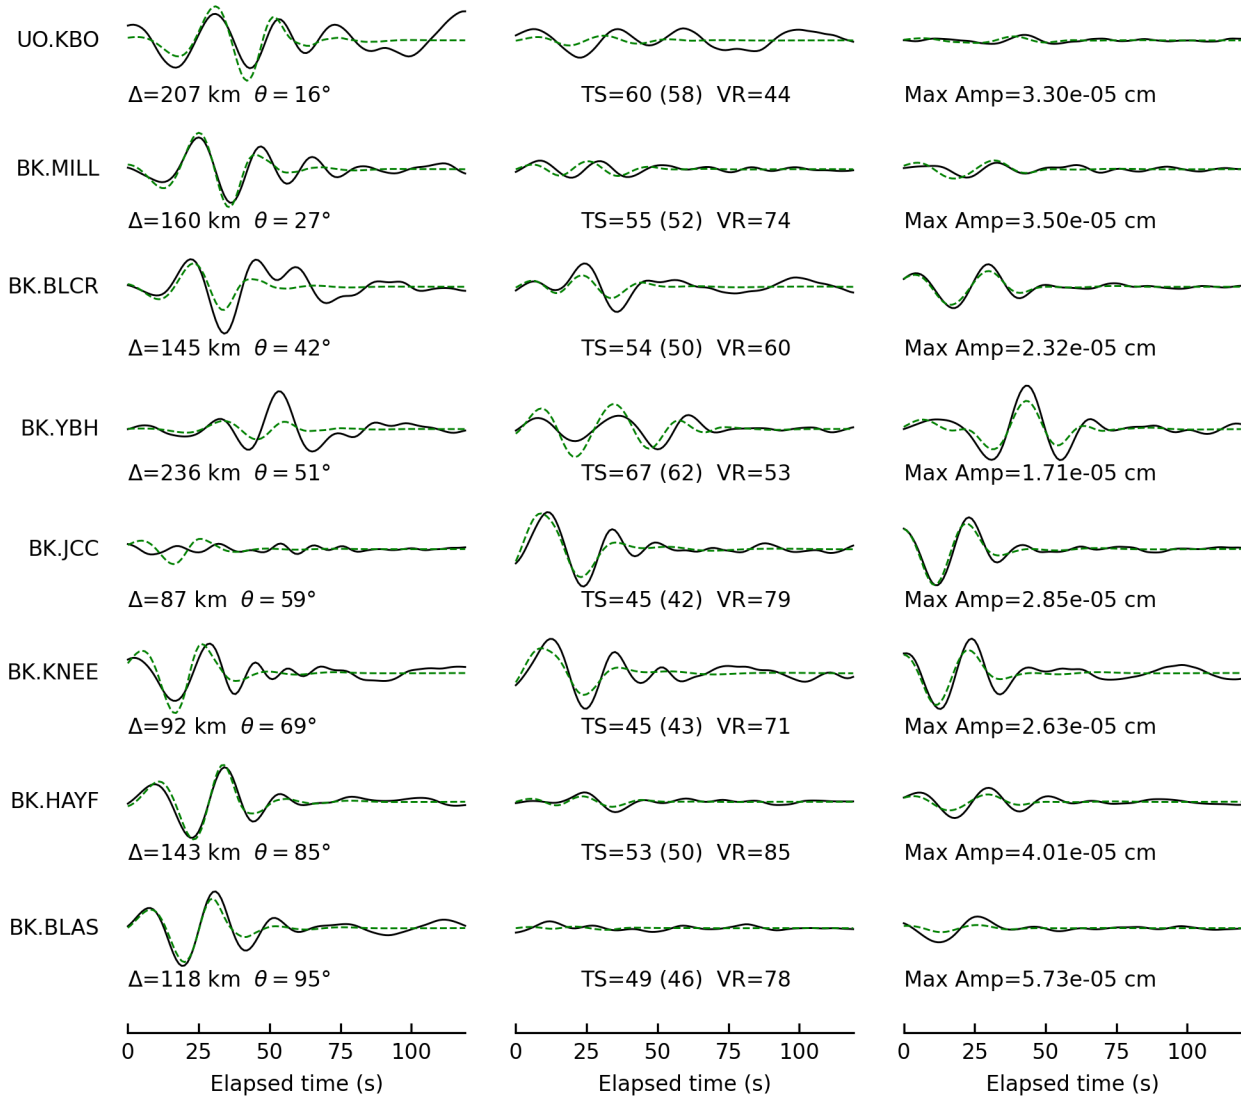 UO.KBO
Δ=207 km θ = 16° TS=60 (58) VR=44 Max Amp=3.30e-05 cm
BK.MILL
Δ=160 km θ = 27° TS=55 (52) VR=74 Max Amp=3.50e-05 cm
BK.BLCR
Δ=145 km θ = 42° TS=54 (50) VR=60 Max Amp=2.32e-05 cm
BK.YBH
Δ=236 km θ = 51° TS=67 (62) VR=53 Max Amp=1.71e-05 cm
BK.JCC
Δ=87 km θ = 59° TS=45 (42) VR=79 Max Amp=2.85e-05 cm
BK.KNEE
Δ=92 km θ = 69° TS=45 (43) VR=71 Max Amp=2.63e-05 cm
BK.HAYF
Δ=143 km θ = 85° TS=53 (50) VR=85 Max Amp=4.01e-05 cm
BK.BLAS
Δ=118 km θ = 95° TS=49 (46) VR=78 Max Amp=5.73e-05 cm
0 25 50 75 100 0 25 50 75 100 0 25 50 75 100
Elapsed time (s) Elapsed time (s) Elapsed time (s)